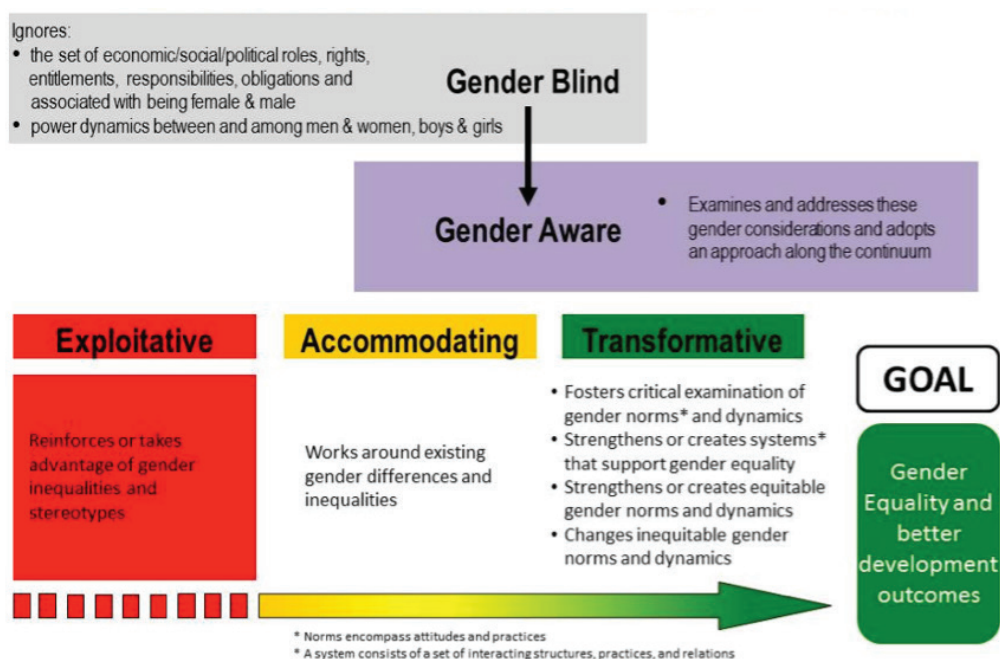 Ignores:
• the set of economic/social/political roles, rights,
entitlements, responsibilities, obligations and
associated with being female & male
• power dynamics between and among men & women, boys & girls
Gender Blind
Gender Aware
• Examines and addresses these
gender considerations and adopts
an approach along the continuum
Exploitative
Reinforces or takes
advantage of gender
inequalities and
stereotypes
Accommodating
Works around existing
gender differences and
inequalities
Transformative
• Fosters critical examination of
gender norms* and dynamics
• Strengthens or creates systems*
that support gender equality
• Strengthens or creates equitable
gender norms and dynamics
• Changes inequitable gender
norms and dynamics
GOAL
Gender
Equality and
better
development
outcomes
* Norms encompass attitudes and practices
* A system consists of a set of interacting structures, practices, and relations